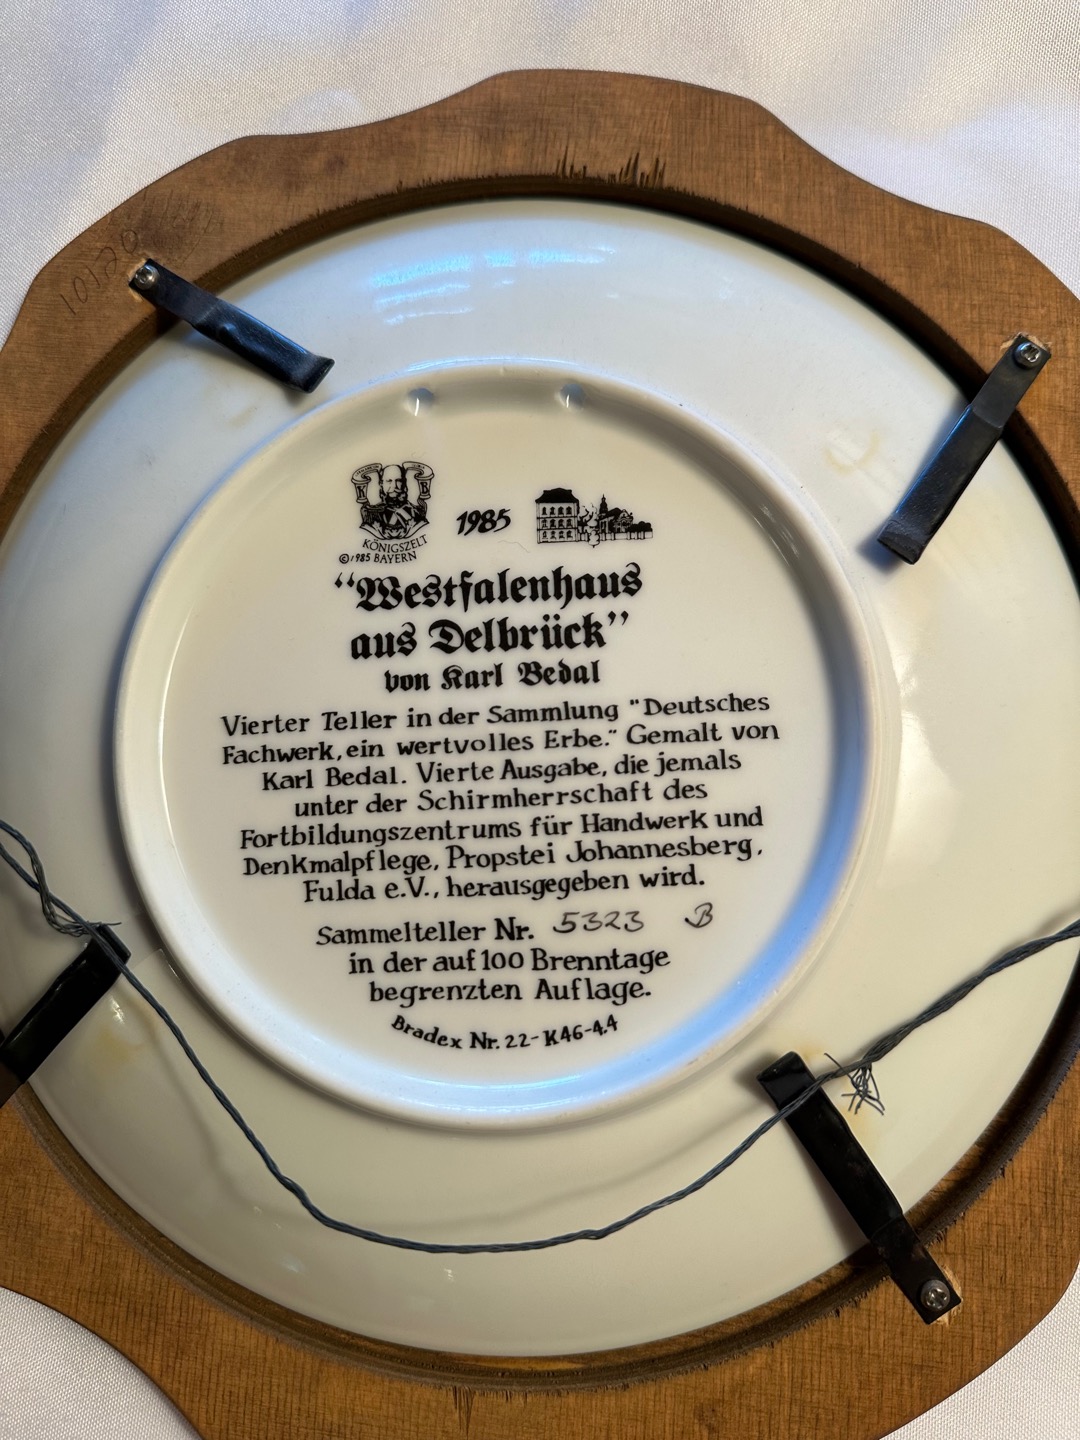 101220
K B
KÖNIGSZELT
©1985 BAYERN
1985
“Westfalenhaus
aus Delbrück”
von Karl Bedal
Vierter Teller in der Sammlung "Deutsches
Fachwerk, ein wertvolles Erbe." Gemalt von
Karl Bedal. Vierte Ausgabe, die jemals
unter der Schirmherrschaft des
Fortbildungszentrums für Handwerk und
Denkmalpflege, Propstei Johannesberg,
Fulda e.V., herausgegeben wird.
Sammelteller Nr. 5323 B
in der auf 100 Brenntage
begrenzten Auflage.
Bradex Nr. 22-K46-4.4